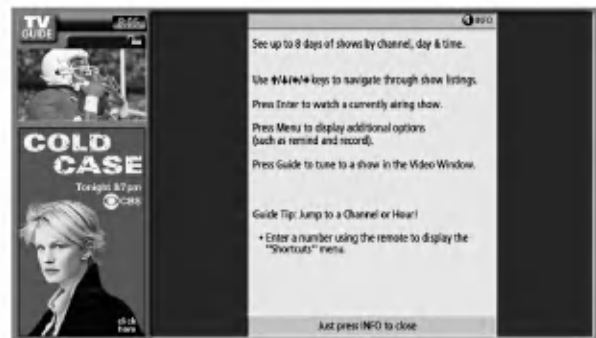 TV
GUIDE
INFO
See up to 8 days of shows by channel, day & time.
Use ↑/↓/←/→ keys to navigate through show listings.
Press Enter to watch a currently airing show.
Press Menu to display additional options
(such as remind and record).
Press Guide to tune to a show in the Video Window.
Guide Tip: Jump to a Channel or Hour!
• Enter a number using the remote to display the
"Shortcuts" menu.
Just press INFO to close
COLD
CASE
Tonight 8/7pm
CBS
click
here